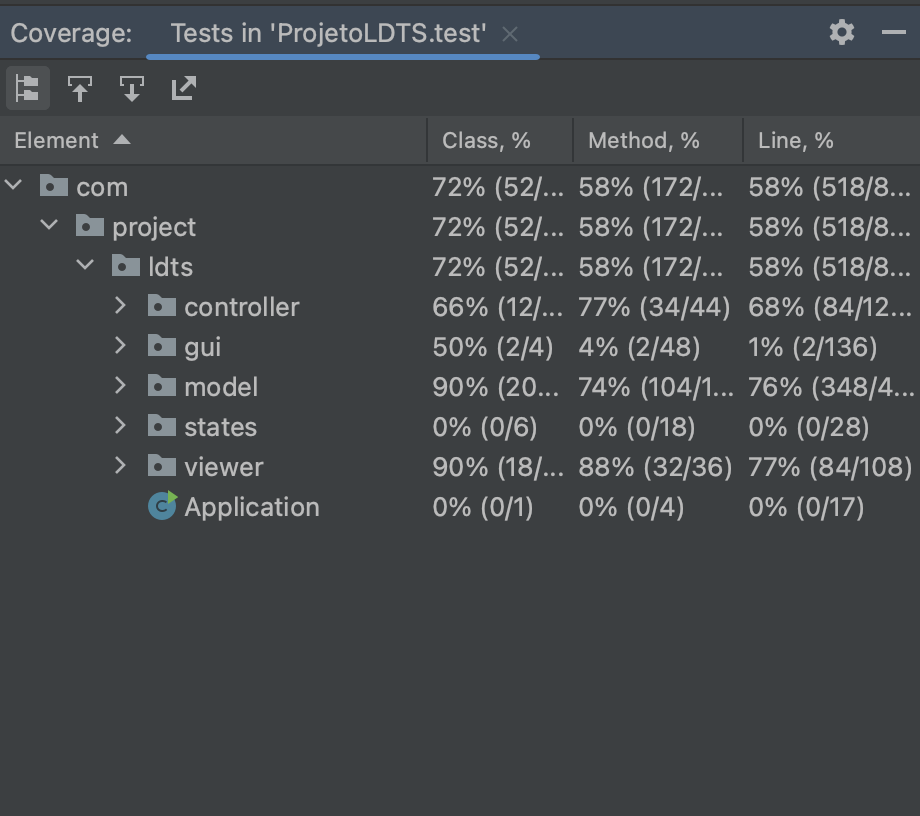 Coverage: Tests in 'ProjetoLDTS.test'
Element Class, % Method, % Line, %
com 72% (52/... 58% (172/... 58% (518/8...
project 72% (52/... 58% (172/... 58% (518/8...
ldts 72% (52/... 58% (172/... 58% (518/8...
controller 66% (12/... 77% (34/44) 68% (84/12...
gui 50% (2/4) 4% (2/48) 1% (2/136)
model 90% (20... 74% (104/1... 76% (348/4...
states 0% (0/6) 0% (0/18) 0% (0/28)
viewer 90% (18/... 88% (32/36) 77% (84/108)
C Application 0% (0/1) 0% (0/4) 0% (0/17)